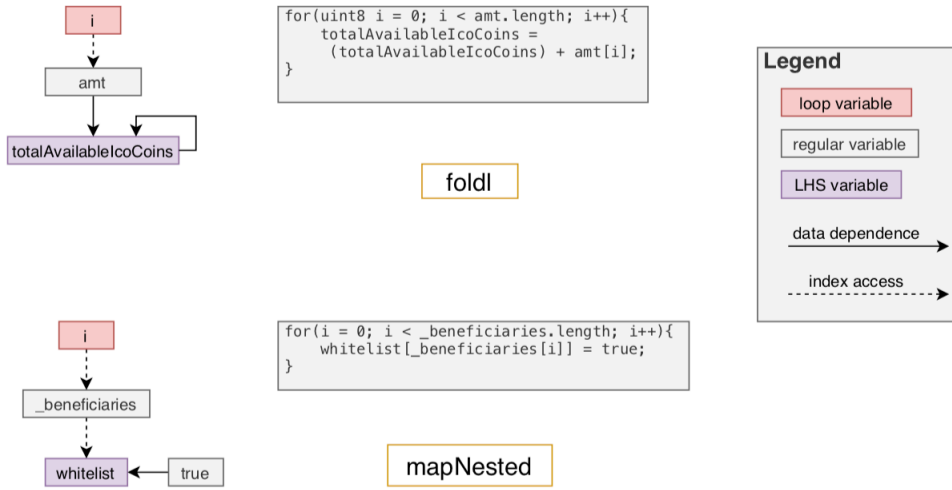 i
amt
totalAvailableIcoCoins
for(uint8 i = 0; i < amt.length; i++){
totalAvailableIcoCoins =
(totalAvailableIcoCoins) + amt[i];
}
foldl
Legend
loop variable
regular variable
LHS variable
data dependence
index access
i
_beneficiaries
whitelist
true
for(i = 0; i < _beneficiaries.length; i++){
whitelist[_beneficiaries[i]] = true;
}
mapNested